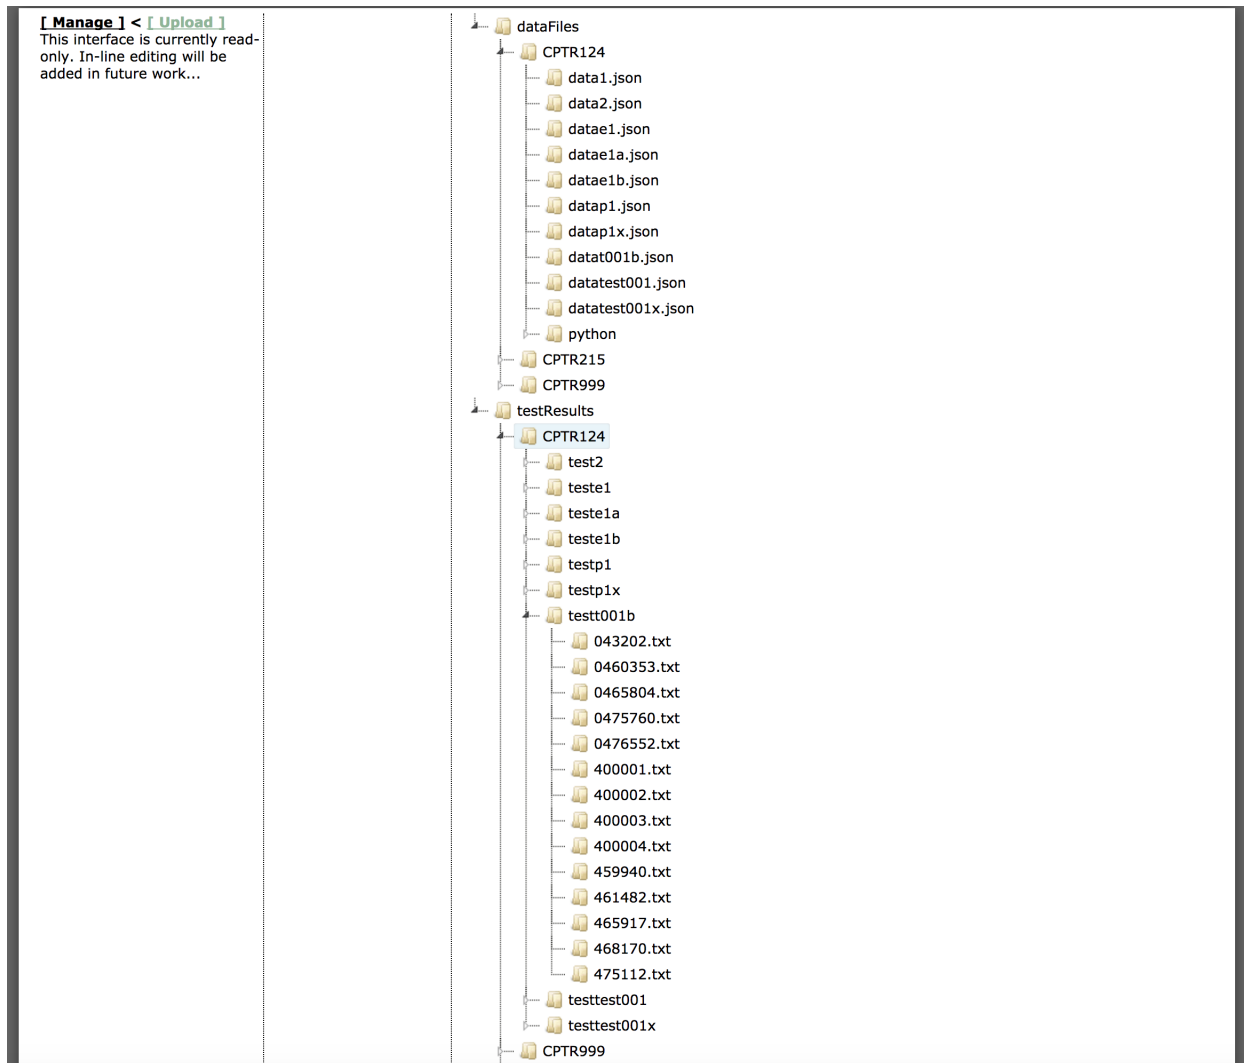 [ Manage ] < [ Upload ]
This interface is currently read-
only. In-line editing will be
added in future work...
dataFiles
CPTR124
data1.json
data2.json
datae1.json
datae1a.json
datae1b.json
datap1.json
datap1x.json
datat001b.json
datatest001.json
datatest001x.json
python
CPTR215
CPTR999
testResults
CPTR124
test2
teste1
teste1a
teste1b
testp1
testp1x
testt001b
043202.txt
0460353.txt
0465804.txt
0475760.txt
0476552.txt
400001.txt
400002.txt
400003.txt
400004.txt
459940.txt
461482.txt
465917.txt
468170.txt
475112.txt
testtest001
testtest001x
CPTR999